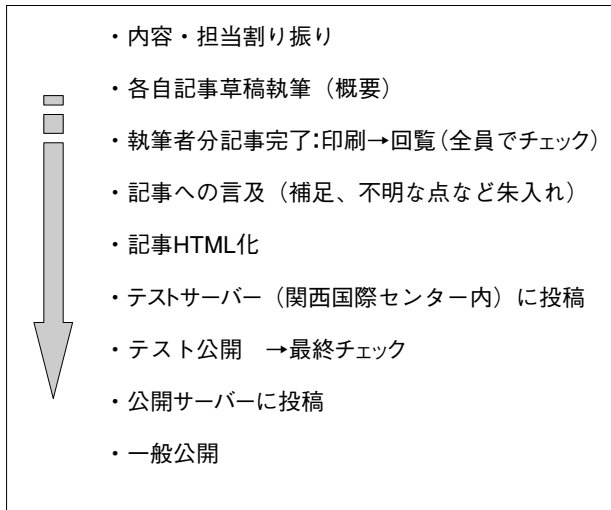 ・内容・担当割り振り
・各自記事草稿執筆（概要）
・執筆者分記事完了:印刷→回覧(全員でチェック)
・記事への言及（補足、不明な点など朱入れ）
・記事HTML化
・テストサーバー（関西国際センター内）に投稿
・テスト公開　→最終チェック
・公開サーバーに投稿
・一般公開